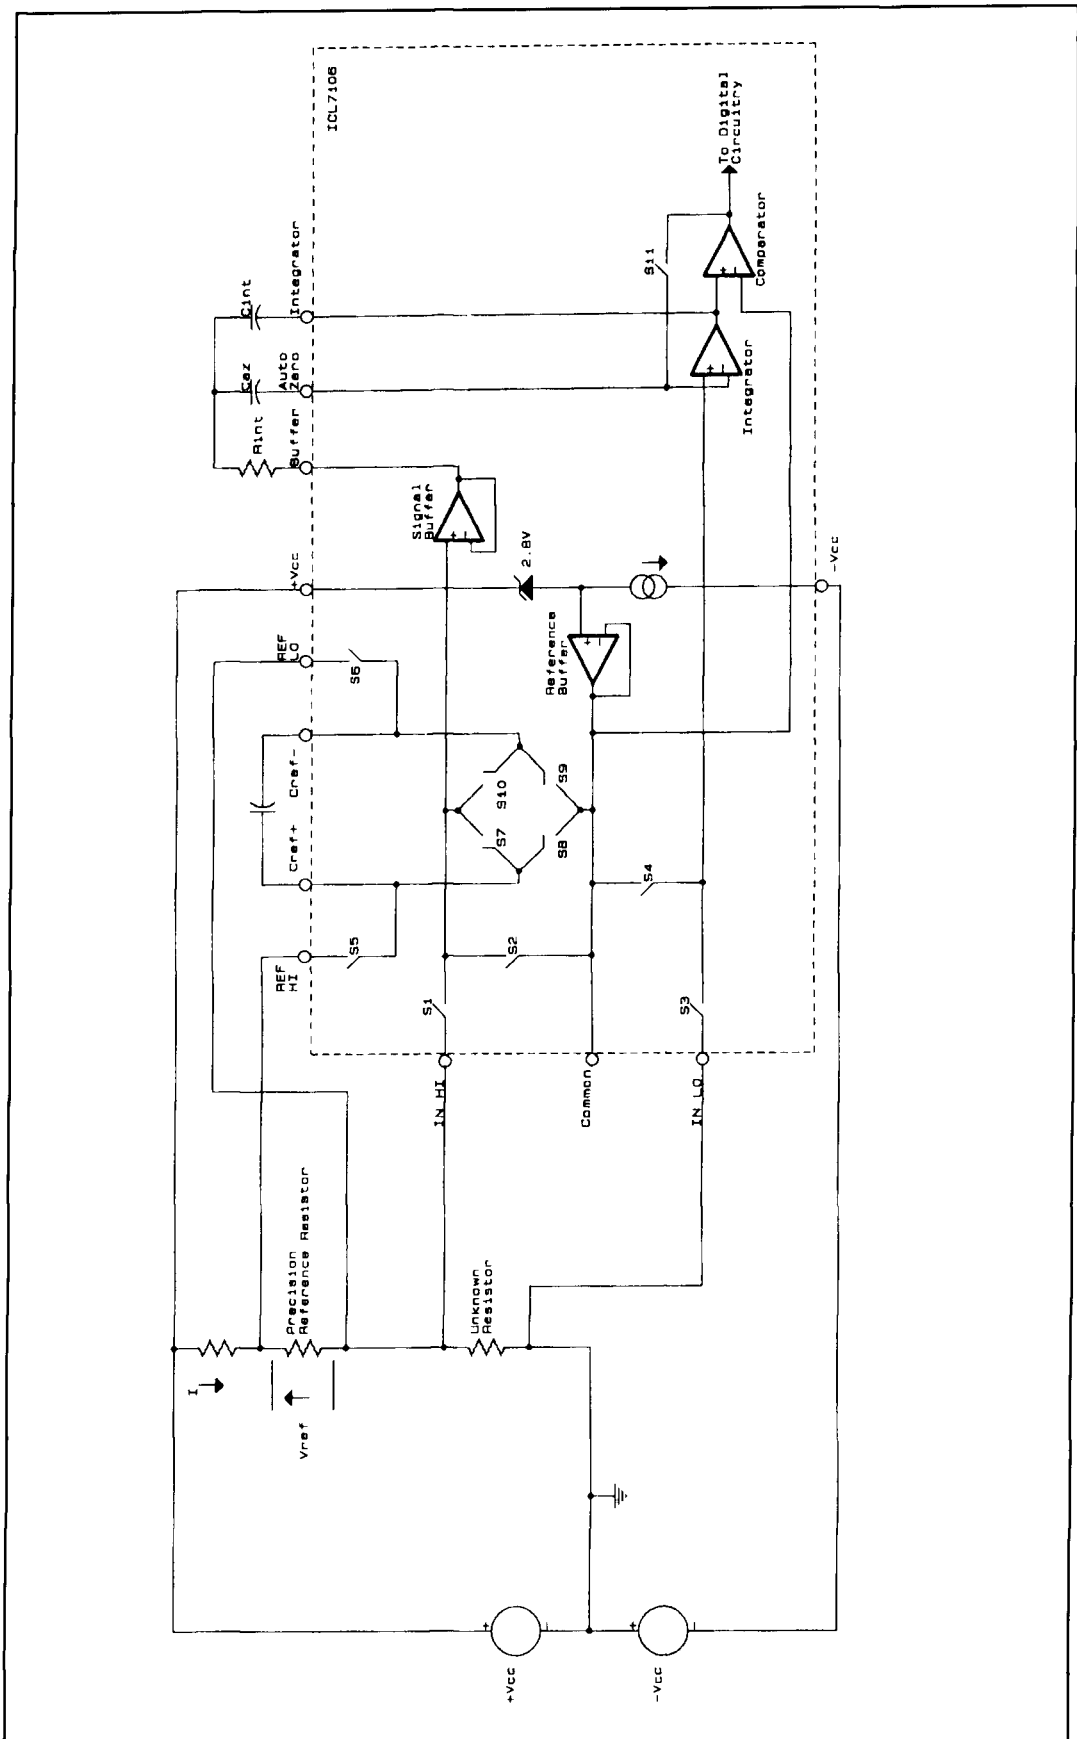 ICL7106
To Digital
Circuitry
Cint
Integrator
Caz
Auto
Zero
Rint
Buffer
S11
Comparator
Integrator
+Vcc
Signal
Buffer
2.8V
-Vcc
REF
LO
S6
Reference
Buffer
Cref+ Cref-
S10
S9
S7
S8
S4
REF
HI
S5
S2
S1
S3
IN HI
Common
IN LO
Precision
Reference Resistor
Unknown
Resistor
I
Vref
+Vcc
-Vcc